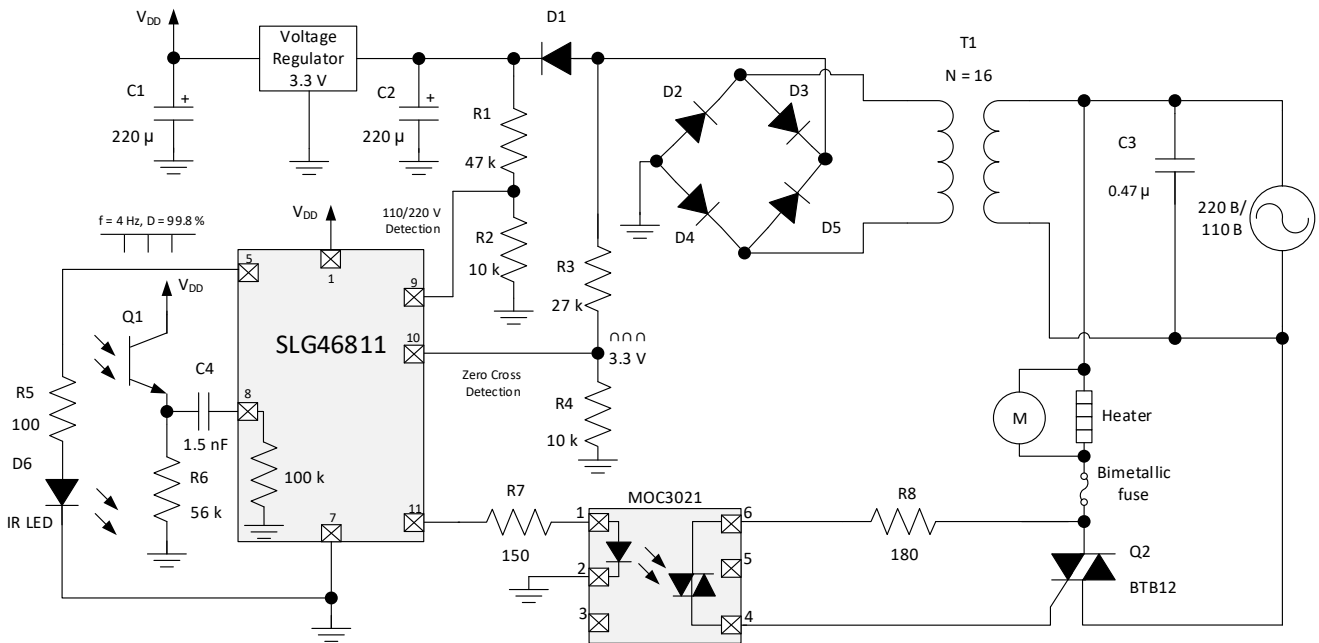 V_DD
Voltage
Regulator
3.3 V
D1
T1
N = 16
C1
+
220 µ
C2
+
220 µ
R1
47 k
D2
D3
D4
D5
C3
0.47 µ
220 В/
110 В
f = 4 Hz, D = 99.8 %
V_DD
110/220 V
Detection
R2
10 k
R3
27 k
5
1
9
10
V_DD
Q1
SLG46811
3.3 V
Zero Cross
Detection
R4
10 k
C4
8
1.5 nF
R5
100
D6
IR LED
R6
56 k
100 k
7
11
M
Heater
Bimetallic
fuse
R7
150
MOC3021
1
2
3
6
5
4
R8
180
Q2
BTB12